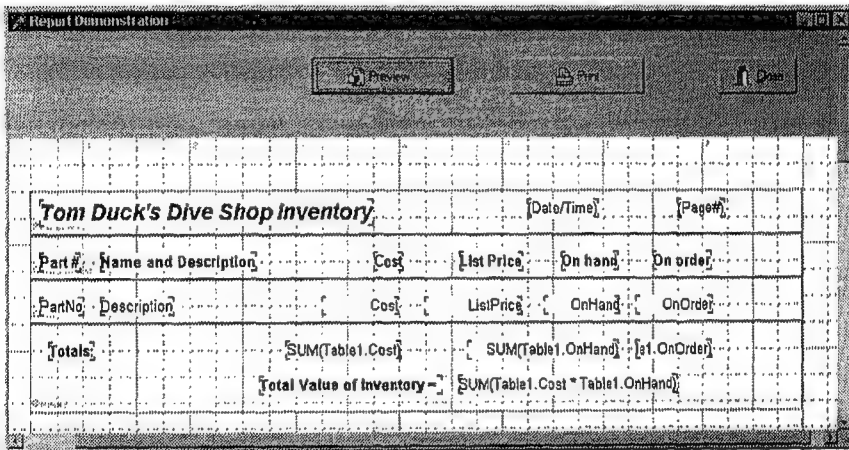 Report Demonstration
Preview Print Close
Tom Duck's Dive Shop Inventory [Date/Time] [Page#]
Part # Name and Description Cost List Price On hand On order
PartNo Description Cost ListPrice OnHand OnOrder
Totals: SUM(Table1.Cost) SUM(Table1.OnHand) e1.OnOrder)
Total Value of Inventory = SUM(Table1.Cost * Table1.OnHand)